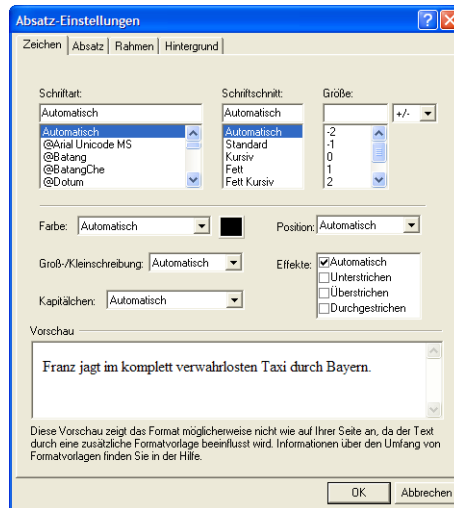 Absatz-Einstellungen
Zeichen Absatz Rahmen Hintergrund
Schriftart: Schriftschnitt: Größe:
Automatisch Automatisch +/-
Automatisch Automatisch -2
@Arial Unicode MS Standard -1
@Batang Kursiv 0
@BatangChe Fett 1
@Dotum Fett Kursiv 2
Farbe: Automatisch Position: Automatisch
Groß-/Kleinschreibung: Automatisch Effekte: Automatisch
Unterstrichen
Überstrichen
Kapitälchen: Automatisch Durchgestrichen
Vorschau
Franz jagt im komplett verwahrlosten Taxi durch Bayern.
Diese Vorschau zeigt das Format möglicherweise nicht wie auf Ihrer Seite an, da der Text
durch eine zusätzliche Formatvorlage beeinflusst wird. Informationen über den Umfang von
Formatvorlagen finden Sie in der Hilfe.
OK Abbrechen